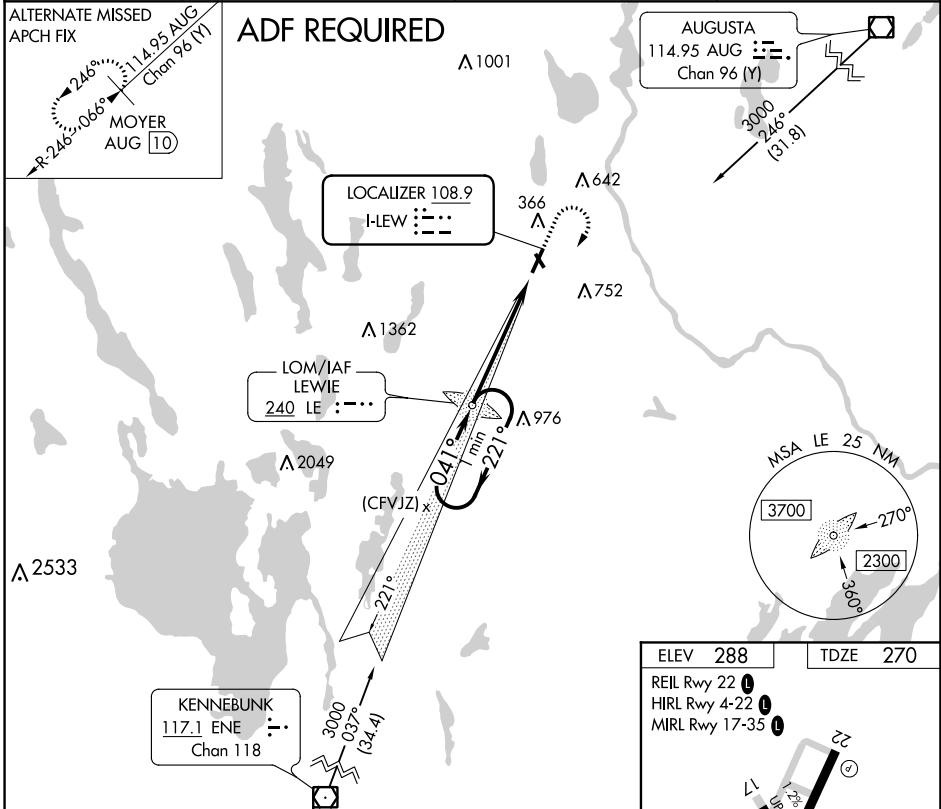 ALTERNATE MISSED
APCH FIX
114.95 AUG
Chan 96 (Y)
246°
R-246
066°
MOYER
AUG 10
ADF REQUIRED
1001
AUGUSTA
114.95 AUG
Chan 96 (Y)
3000
246°
(31.8)
LOCALIZER 108.9
I-LEW
366
642
752
1362
LOM/IAF
LEWIE
240 LE
976
041°
1 min
221°
2049
(CFVJZ) x
2533
221°
MSA LE 25 NM
3700
270°
2300
360°
KENNEBUNK
117.1 ENE
Chan 118
3000
037°
(34.4)
ELEV 288
TDZE 270
REIL Rwy 22 L
HIRL Rwy 4-22 L
MIRL Rwy 17-35 L
22
P
17
1.2%
UP